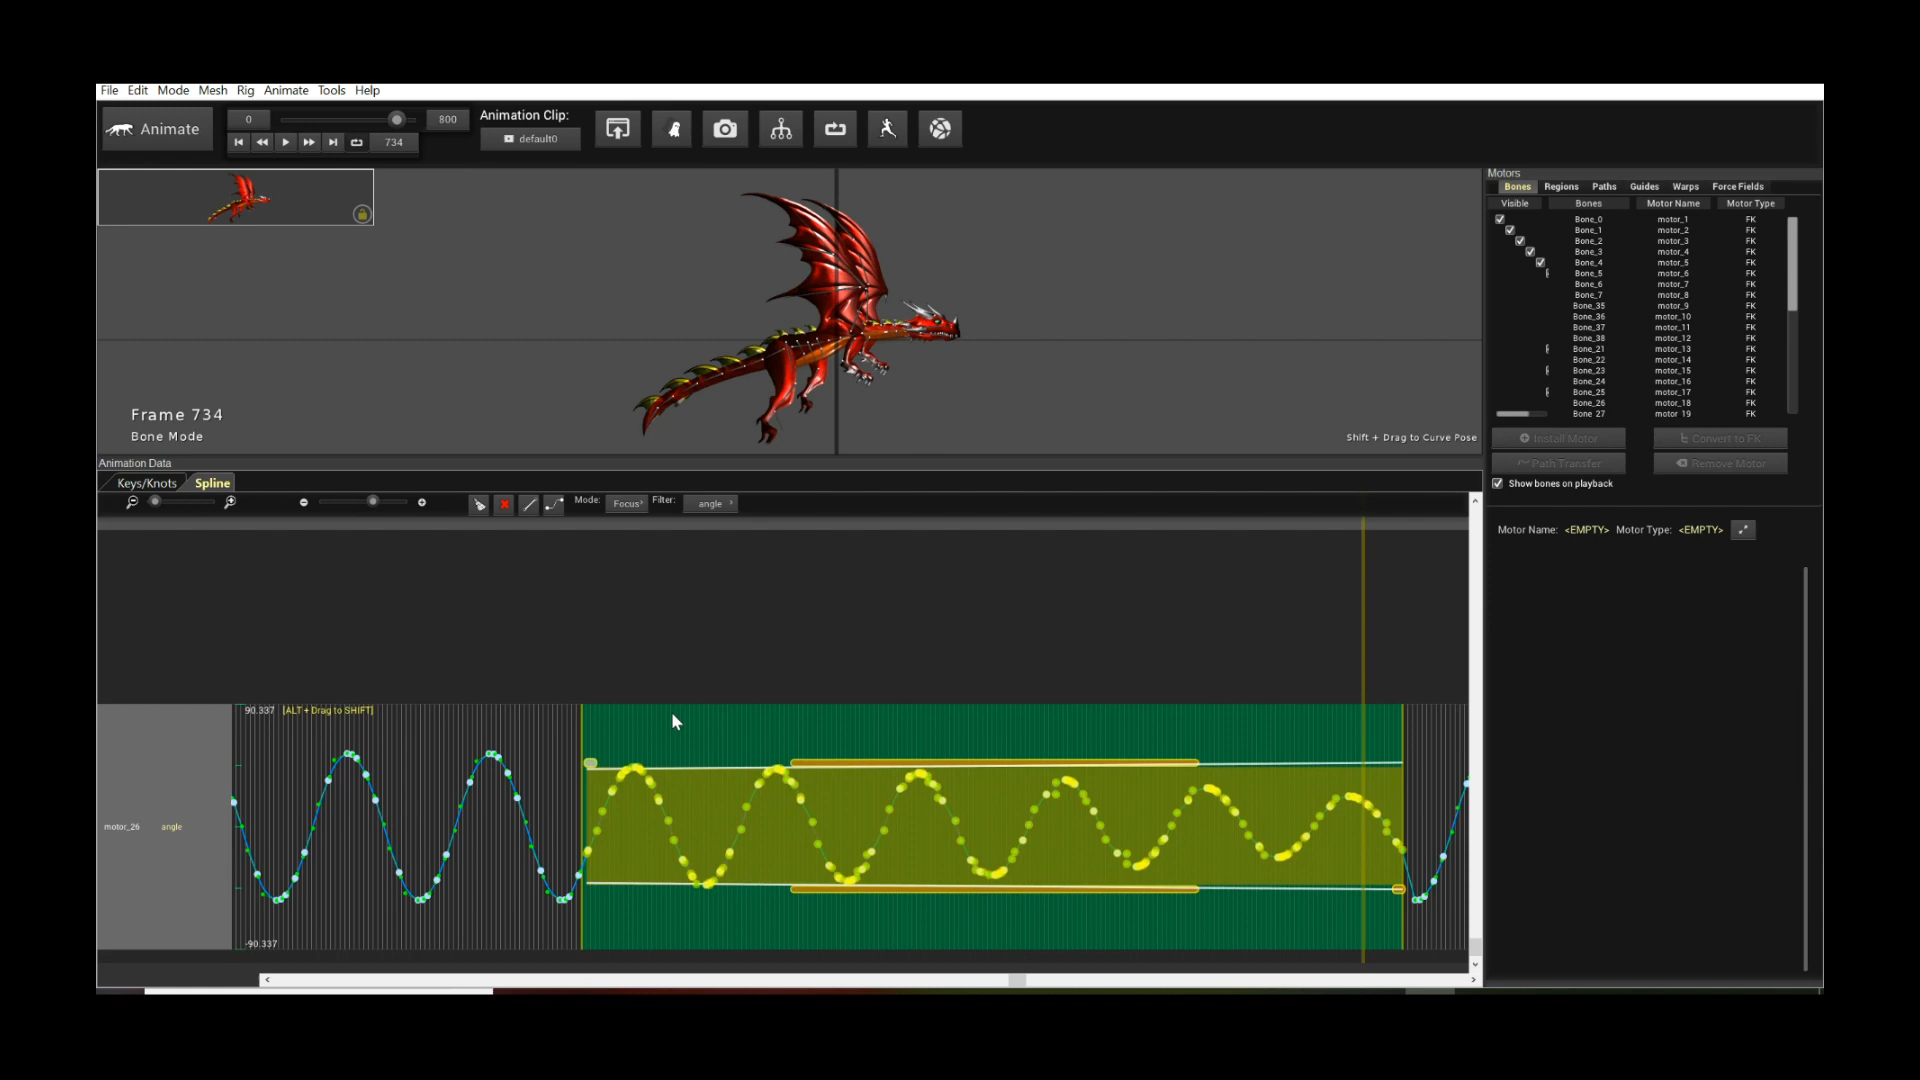 File Edit Mode Mesh Rig Animate Tools Help
Animate
0
800
734
Animation Clip:
default0
Frame 734
Bone Mode
Shift + Drag to Curve Pose
Motors
Bones Regions Paths Guides Warps Force Fields
Visible Bones Motor Name Motor Type
Bone_0 motor_1 FK
Bone_1 motor_2 FK
Bone_2 motor_3 FK
Bone_3 motor_4 FK
Bone_4 motor_5 FK
Bone_5 motor_6 FK
Bone_6 motor_7 FK
Bone_7 motor_8 FK
Bone_35 motor_9 FK
Bone_36 motor_10 FK
Bone_37 motor_11 FK
Bone_38 motor_12 FK
Bone_21 motor_13 FK
Bone_22 motor_14 FK
Bone_23 motor_15 FK
Bone_24 motor_16 FK
Bone_25 motor_17 FK
Bone_26 motor_18 FK
Bone 27 motor 19 FK
Install Motor Convert to FK
Path Transfer Remove Motor
Show bones on playback
Motor Name: <EMPTY> Motor Type: <EMPTY>
Animation Data
Keys/Knots Spline
Mode: Focus Filter: angle
90.337 [ALT + Drag to SHIFT]
motor_26 angle
-90.337